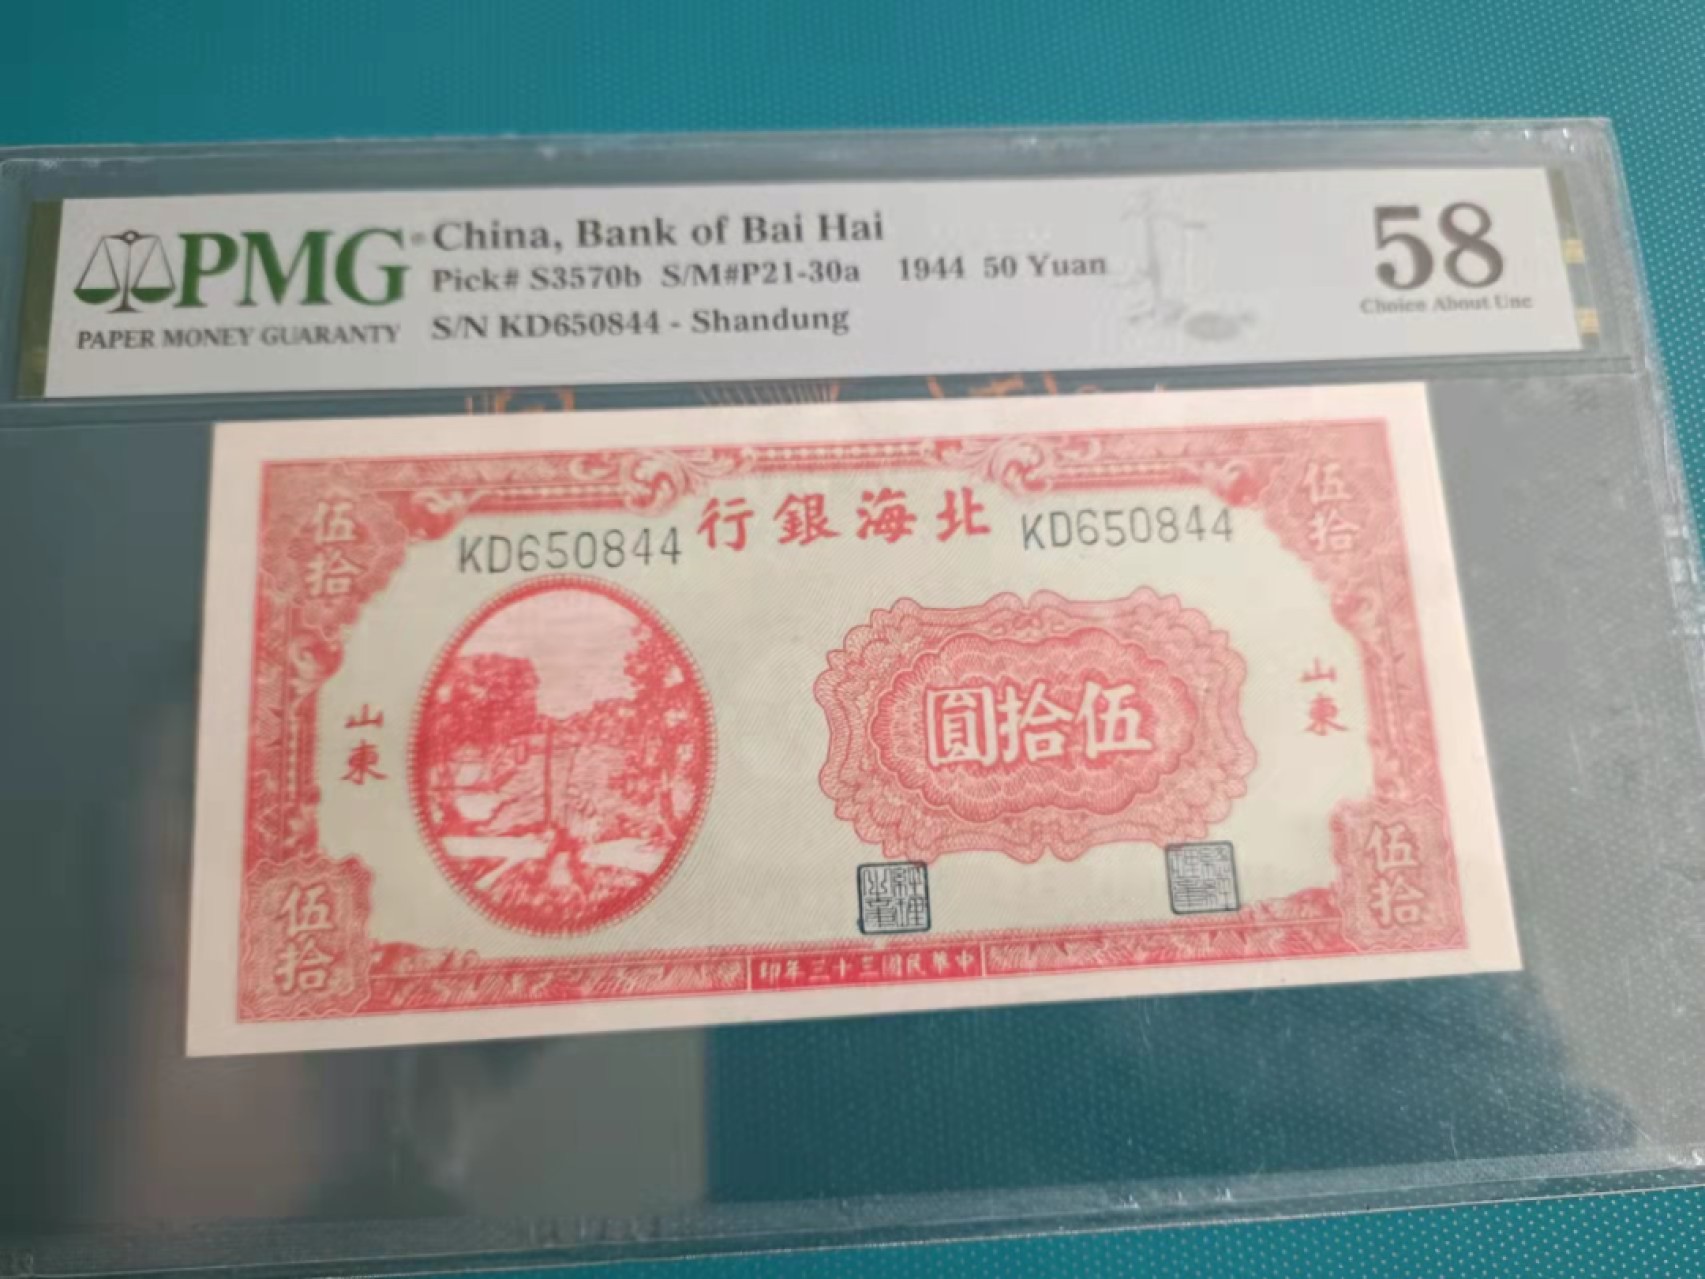 PMG
PAPER MONEY GUARANTY
China, Bank of Bai Hai
Pick# S3570b S/M#P21-30a 1944 50 Yuan
S/N KD650844 - Shandung
58
Choice About Unc
行銀海北
KD650844
KD650844
伍拾
伍拾
山東
山東
圓拾伍
伍拾
伍拾
印年三十三國民華中